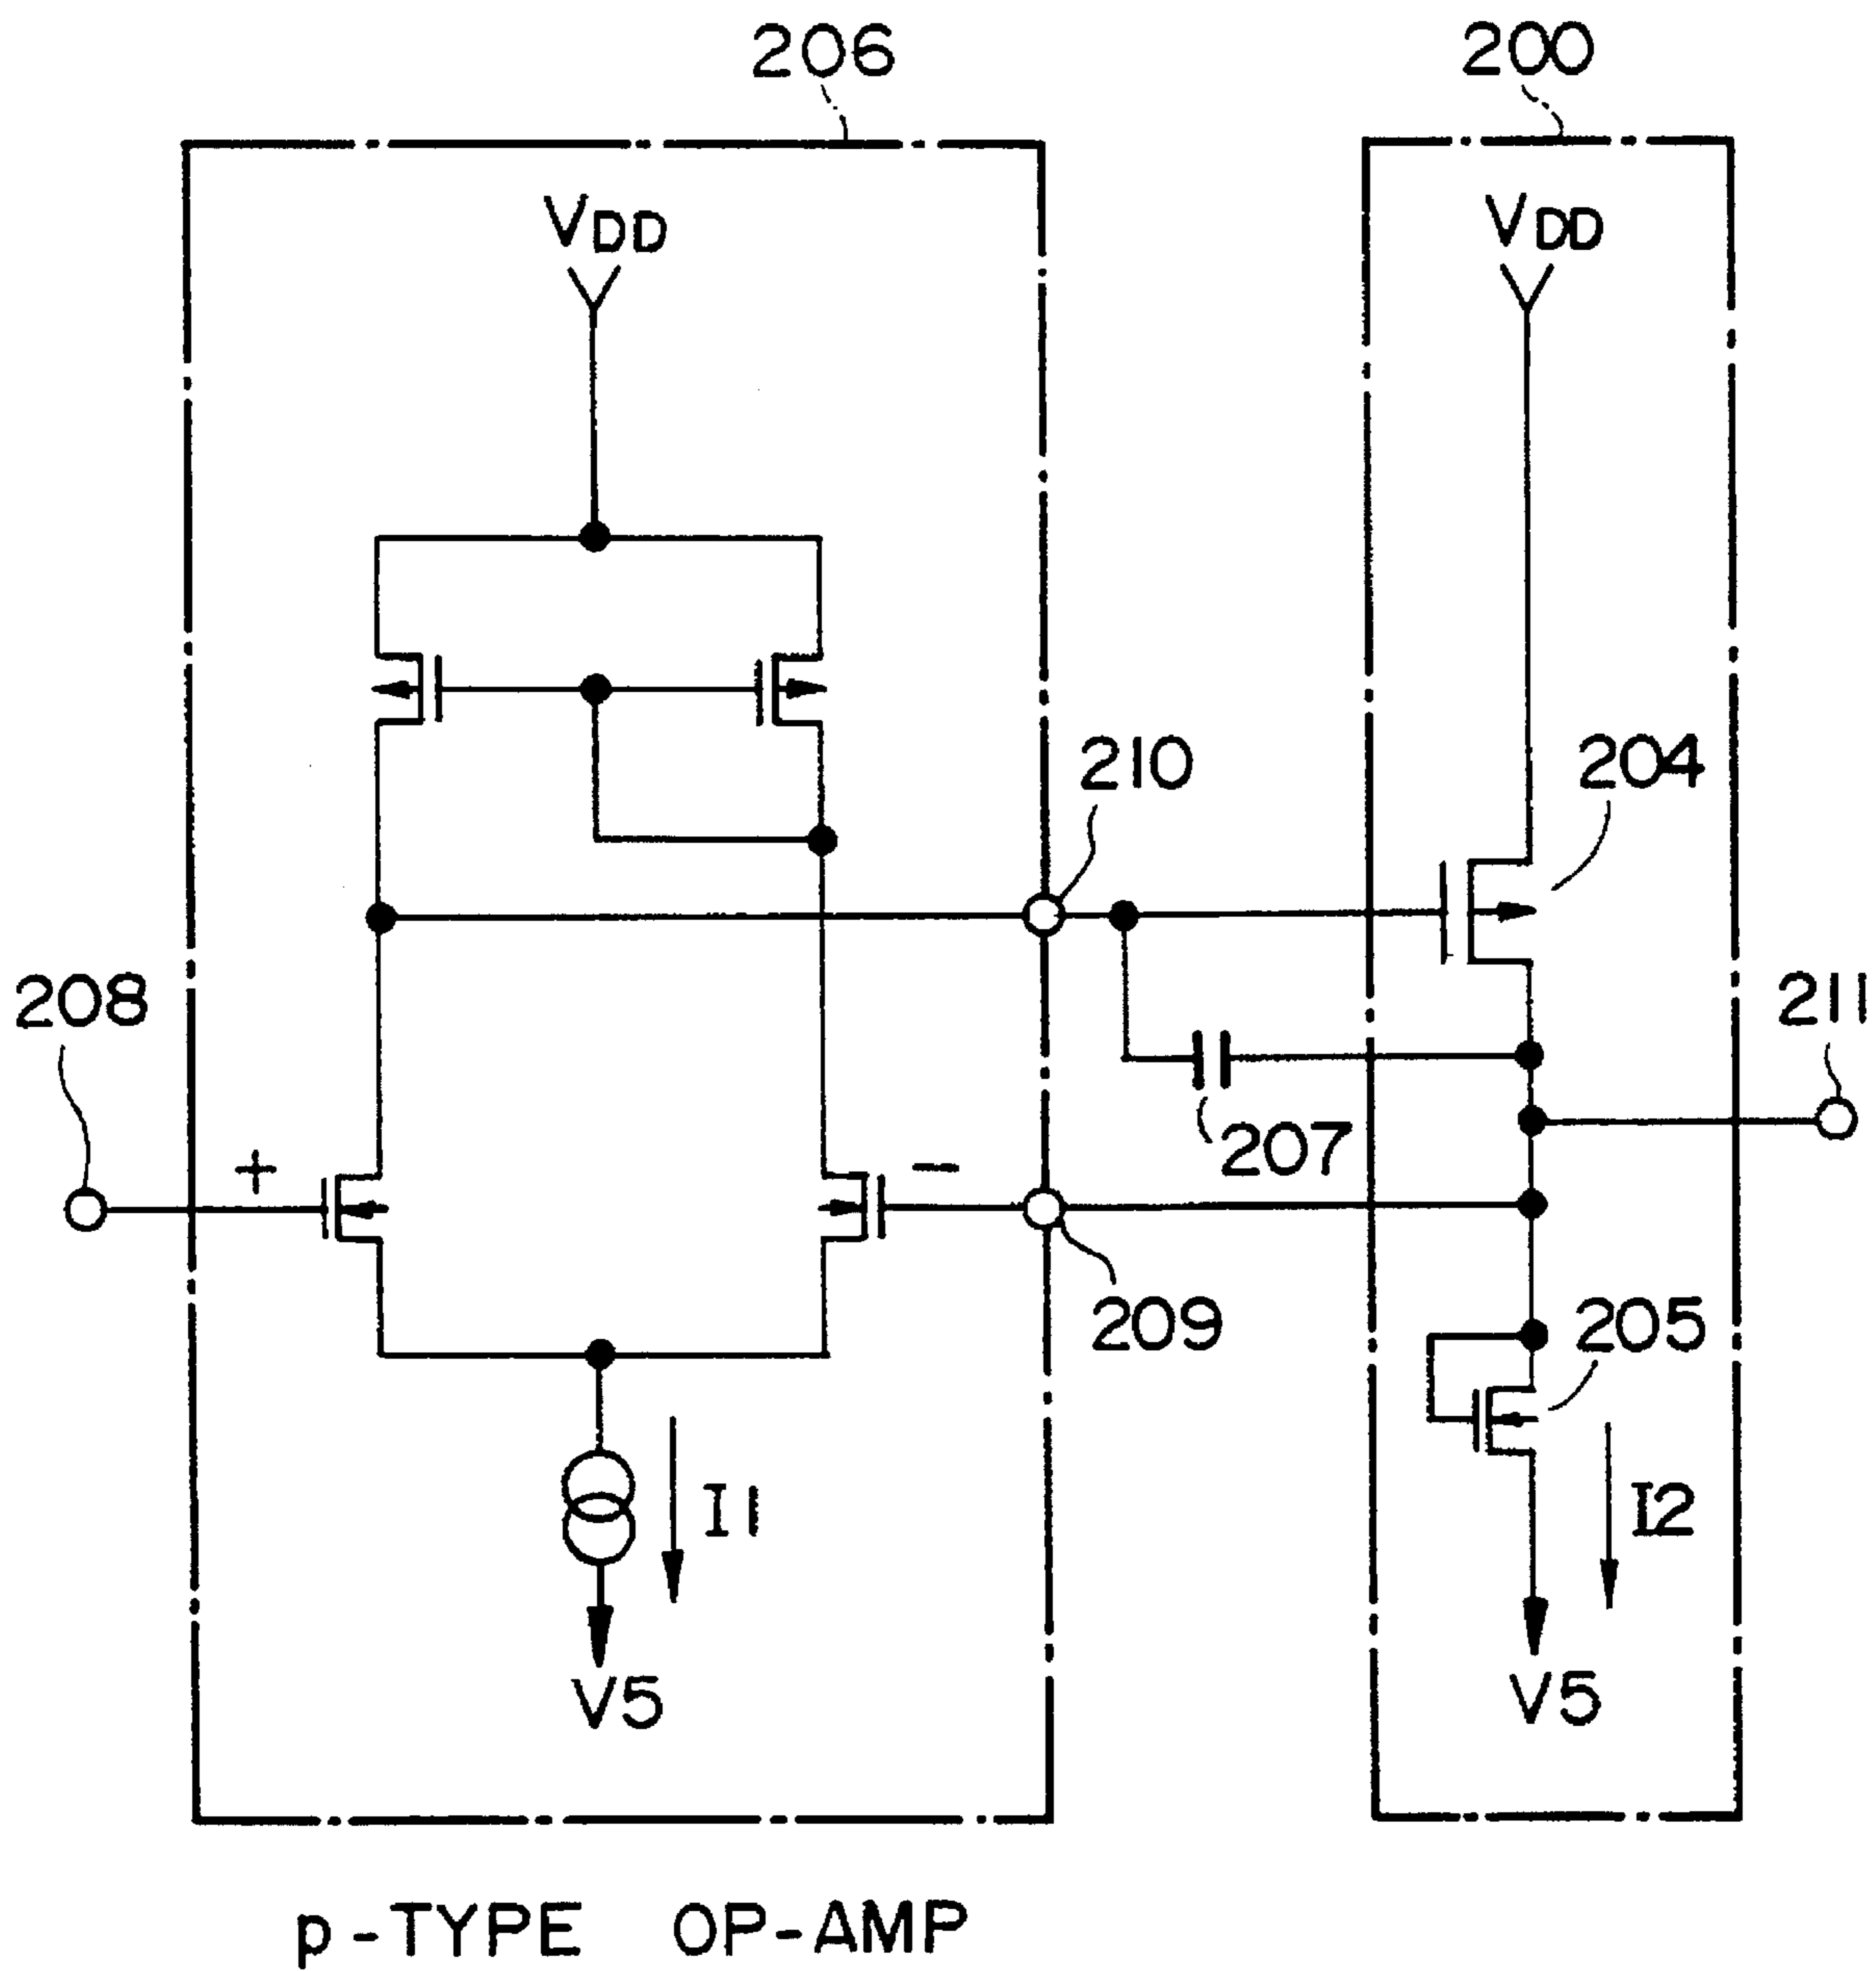 206
200
VDD
VDD
210
204
208
211
+
-
207
209
205
I1
I2
V5
V5
p-TYPE OP-AMP